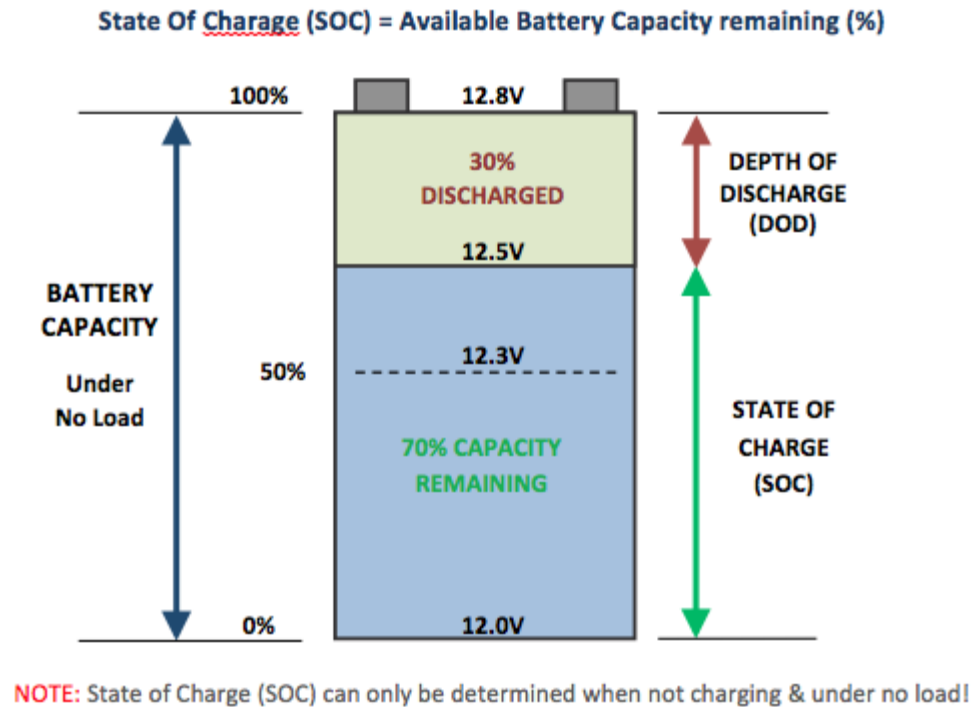 State Of Charage (SOC) = Available Battery Capacity remaining (%)
100%
12.8V
30%
DISCHARGED
DEPTH OF
DISCHARGE
(DOD)
12.5V
BATTERY
CAPACITY
Under
No Load
50%
12.3V
70% CAPACITY
REMAINING
STATE OF
CHARGE
(SOC)
0%
12.0V
NOTE: State of Charge (SOC) can only be determined when not charging & under no load!